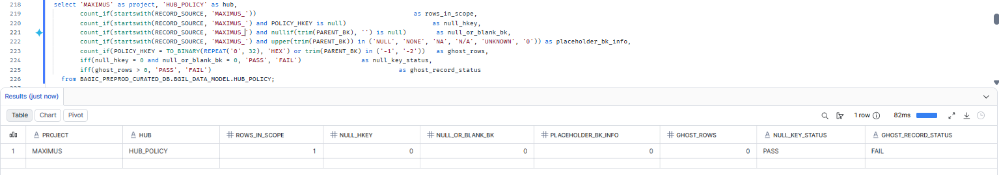 218 select 'MAXIMUS' as project, 'HUB_POLICY' as hub,
219 count_if(startswith(RECORD_SOURCE, 'MAXIMUS_')) as rows_in_scope,
220 count_if(startswith(RECORD_SOURCE, 'MAXIMUS_') and POLICY_HKEY is null) as null_hkey,
221 count_if(startswith(RECORD_SOURCE, 'MAXIMUS_') and nullif(trim(PARENT_BK), '') is null) as null_or_blank_bk,
222 count_if(startswith(RECORD_SOURCE, 'MAXIMUS_') and upper(trim(PARENT_BK)) in ('NULL', 'NONE', 'NA', 'N/A', 'UNKNOWN', '0')) as placeholder_bk_info,
223 count_if(POLICY_HKEY = TO_BINARY(REPEAT('0', 32), 'HEX') or trim(PARENT_BK) in ('-1', '-2')) as ghost_rows,
224 iff(null_hkey = 0 and null_or_blank_bk = 0, 'PASS', 'FAIL') as null_key_status,
225 iff(ghost_rows > 0, 'PASS', 'FAIL') as ghost_record_status
226 from BAGIC_PREPROD_CURATED_DB.BGIL_DATA_MODEL.HUB_POLICY;
Results (just now)
Table Chart Pivot 1 row 82ms
PROJECT HUB ROWS_IN_SCOPE NULL_HKEY NULL_OR_BLANK_BK PLACEHOLDER_BK_INFO GHOST_ROWS NULL_KEY_STATUS GHOST_RECORD_STATUS
1 MAXIMUS HUB_POLICY 1 0 0 0 0 PASS FAIL